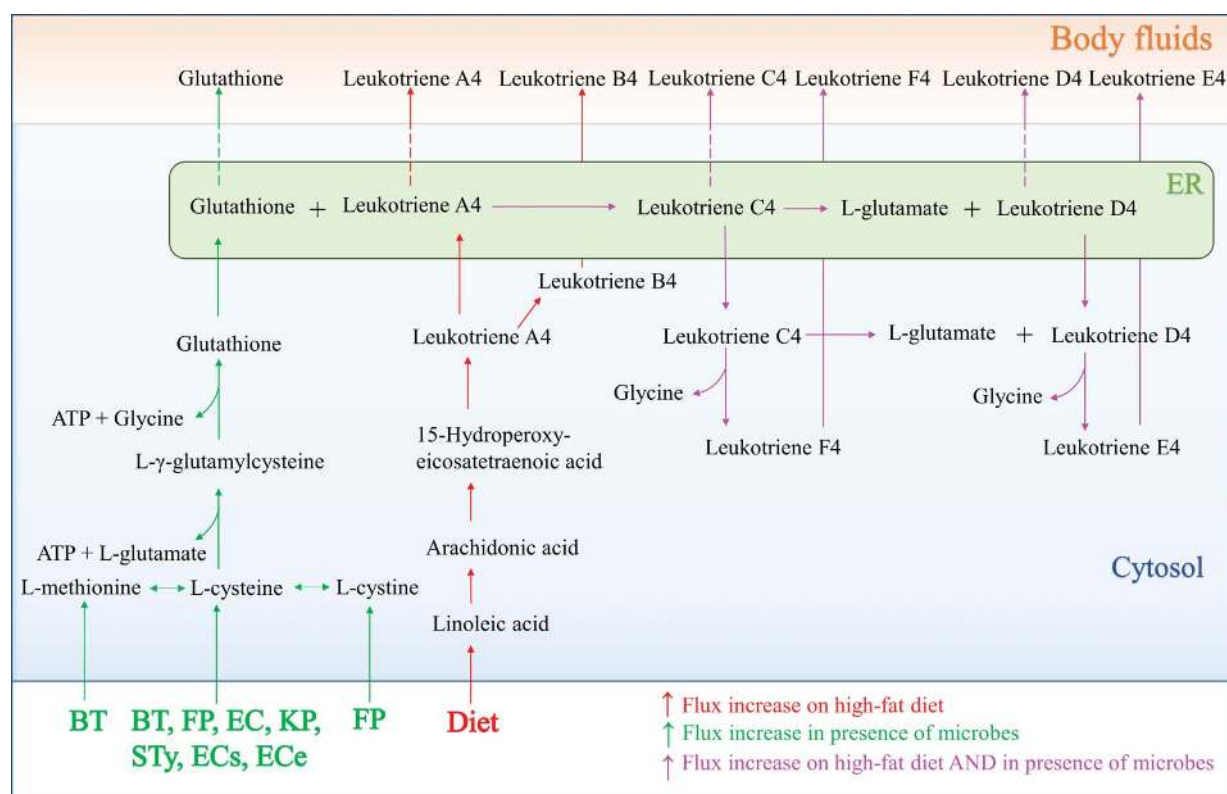 Body fluids
Glutathione Leukotriene A4 Leukotriene B4 Leukotriene C4 Leukotriene F4 Leukotriene D4 Leukotriene E4
ER
Glutathione + Leukotriene A4 Leukotriene C4 L-glutamate + Leukotriene D4
Leukotriene B4
Glutathione Leukotriene A4 Leukotriene C4 L-glutamate + Leukotriene D4
Glycine Glycine
ATP + Glycine
15-Hydroperoxy-
eicosatetraenoic acid
Leukotriene F4 Leukotriene E4
L-γ-glutamylcysteine
ATP + L-glutamate Arachidonic acid
Cytosol
L-methionine L-cysteine L-cystine
Linoleic acid
BT BT, FP, EC, KP, FP Diet
STy, ECs, ECe
↑ Flux increase on high-fat diet
↑ Flux increase in presence of microbes
↑ Flux increase on high-fat diet AND in presence of microbes